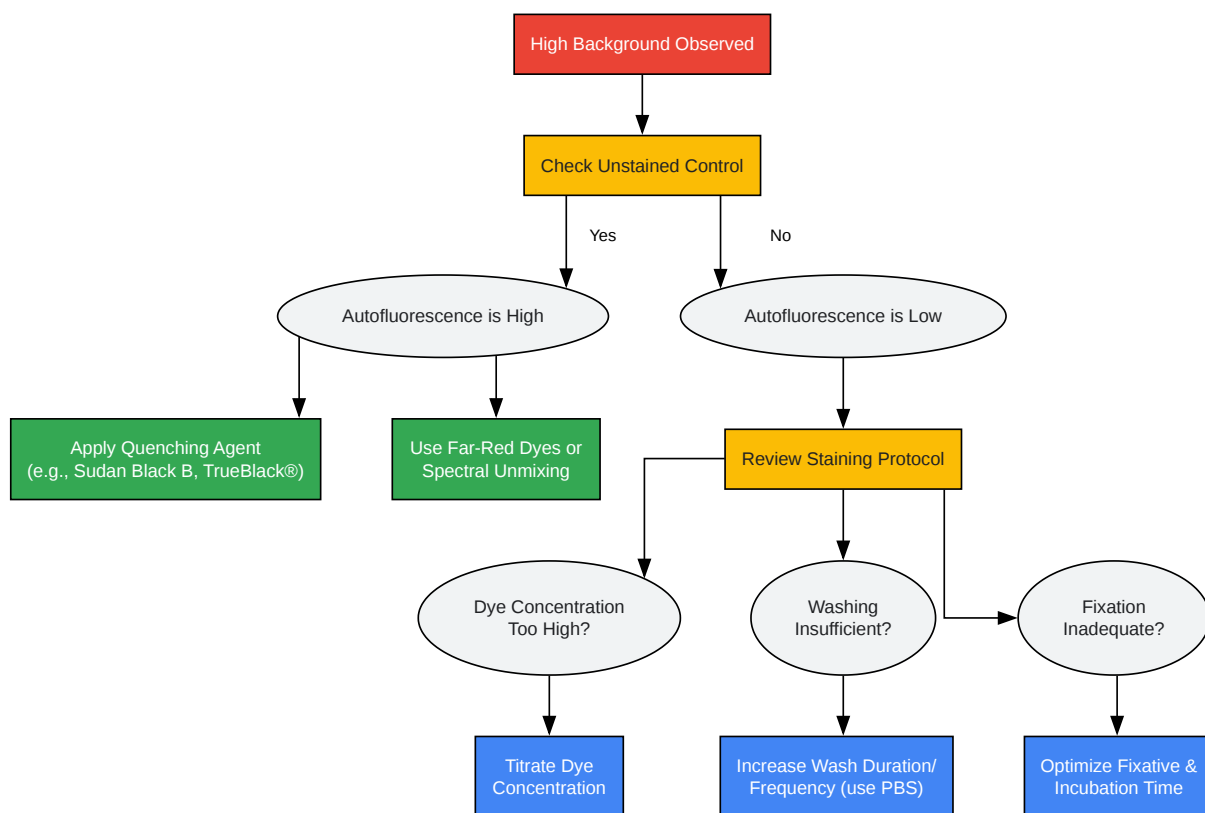 High Background Observed
Check Unstained Control
Yes
No
Autofluorescence is High
Autofluorescence is Low
Apply Quenching Agent
(e.g., Sudan Black B, TrueBlack®)
Use Far-Red Dyes or
Spectral Unmixing
Review Staining Protocol
Dye Concentration
Too High?
Washing
Insufficient?
Fixation
Inadequate?
Titrate Dye
Concentration
Increase Wash Duration/
Frequency (use PBS)
Optimize Fixative &
Incubation Time